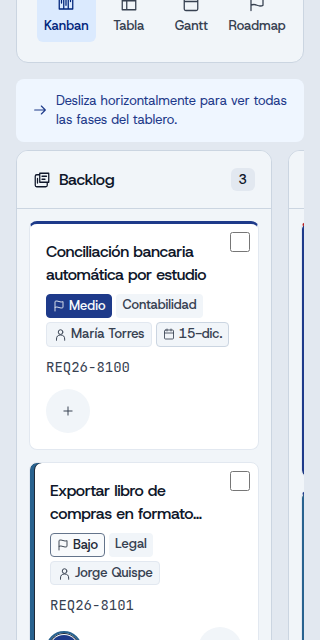 Kanban
Tabla
Gantt
Roadmap
Desliza horizontalmente para ver todas
las fases del tablero.
Backlog
3
Conciliación bancaria
automática por estudio
Medio
Contabilidad
María Torres
15-dic.
REQ26-8100
+
Exportar libro de
compras en formato...
Bajo
Legal
Jorge Quispe
REQ26-8101